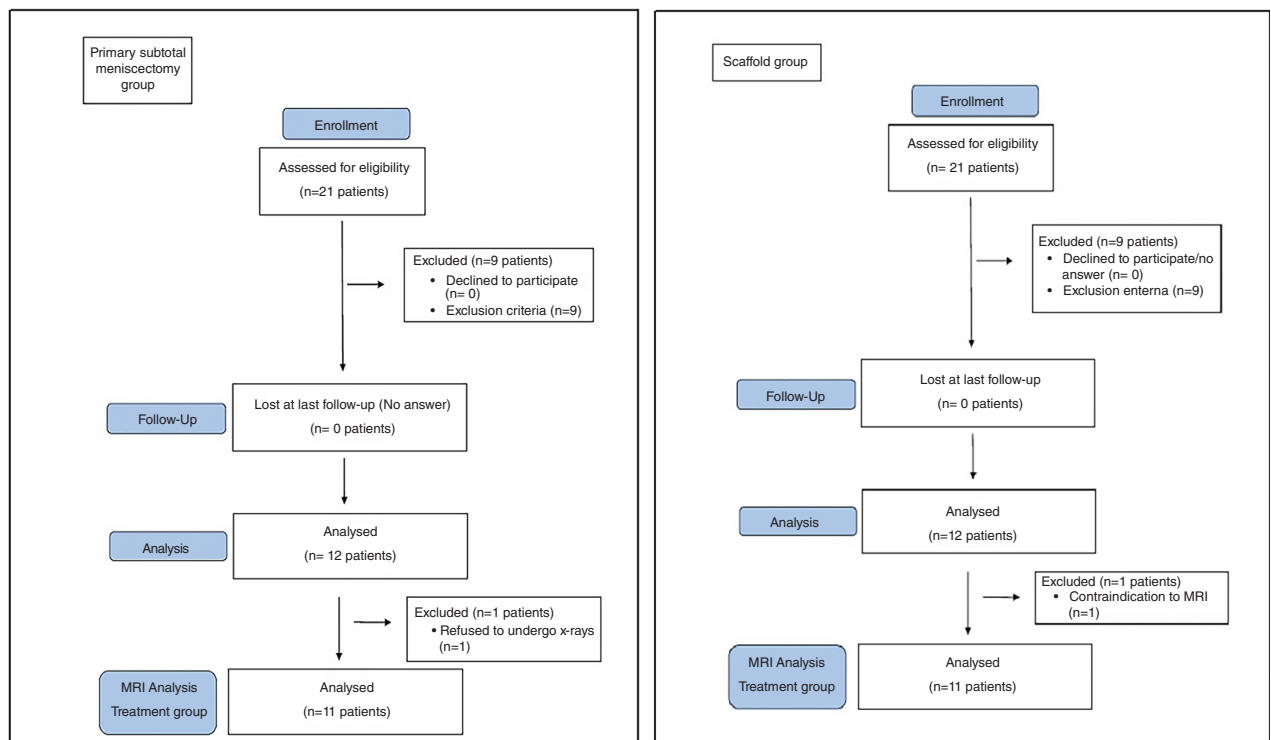 Primary subtotal
meniscectomy
group
Enrollment
Assessed for eligibility
(n=21 patients)
Excluded (n=9 patients)
• Declined to participate
(n= 0)
• Exclusion criteria (n=9)
Follow-Up
Lost at last follow-up (No answer)
(n= 0 patients)
Analysis
Analysed
(n= 12 patients)
Excluded (n=1 patients)
• Refused to undergo x-rays
(n=1)
MRI Analysis
Treatment group
Analysed
(n=11 patients)
Scaffold group
Enrollment
Assessed for eligibility
(n= 21 patients)
Excluded (n=9 patients)
• Declined to participate/no
answer (n= 0)
• Exclusion enterna (n=9)
Follow-Up
Lost at last follow-up
(n= 0 patients)
Analysis
Analysed
(n=12 patients)
Excluded (n=1 patients)
• Contraindication to MRI
(n=1)
MRI Analysis
Treatment group
Analysed
(n=11 patients)